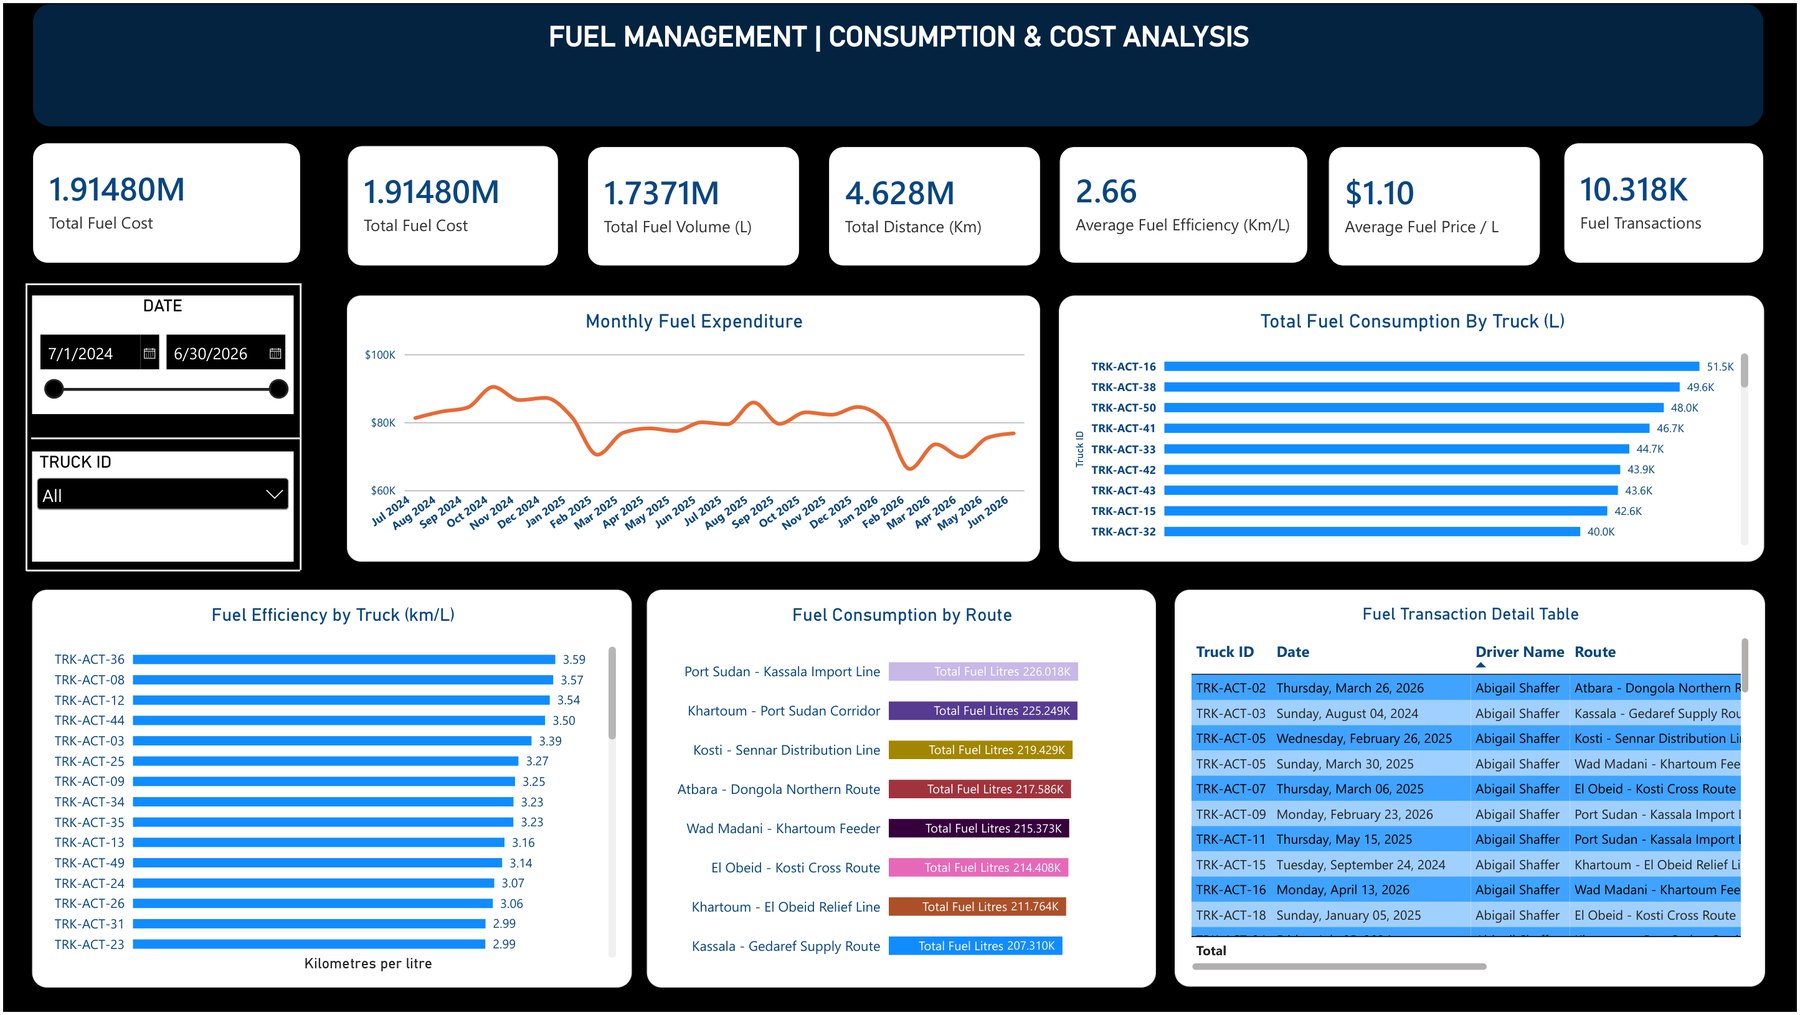 FUEL MANAGEMENT | CONSUMPTION & COST ANALYSIS
1.91480M
Total Fuel Cost
1.91480M
Total Fuel Cost
1.7371M
Total Fuel Volume (L)
4.628M
Total Distance (Km)
2.66
Average Fuel Efficiency (Km/L)
$1.10
Average Fuel Price / L
10.318K
Fuel Transactions
DATE
7/1/2024 6/30/2026
TRUCK ID
All
Monthly Fuel Expenditure
$100K
$80K
$60K
Jul 2024
Aug 2024
Sep 2024
Oct 2024
Nov 2024
Dec 2024
Jan 2025
Feb 2025
Mar 2025
Apr 2025
May 2025
Jun 2025
Jul 2025
Aug 2025
Sep 2025
Oct 2025
Nov 2025
Dec 2025
Jan 2026
Feb 2026
Mar 2026
Apr 2026
May 2026
Jun 2026
Total Fuel Consumption By Truck (L)
Truck ID
TRK-ACT-16 51.5K
TRK-ACT-38 49.6K
TRK-ACT-50 48.0K
TRK-ACT-41 46.7K
TRK-ACT-33 44.7K
TRK-ACT-42 43.9K
TRK-ACT-43 43.6K
TRK-ACT-15 42.6K
TRK-ACT-32 40.0K
Fuel Efficiency by Truck (km/L)
TRK-ACT-36 3.59
TRK-ACT-08 3.57
TRK-ACT-12 3.54
TRK-ACT-44 3.50
TRK-ACT-03 3.39
TRK-ACT-25 3.27
TRK-ACT-09 3.25
TRK-ACT-34 3.23
TRK-ACT-35 3.23
TRK-ACT-13 3.16
TRK-ACT-49 3.14
TRK-ACT-24 3.07
TRK-ACT-26 3.06
TRK-ACT-31 2.99
TRK-ACT-23 2.99
Kilometres per litre
Fuel Consumption by Route
Port Sudan - Kassala Import Line Total Fuel Litres 226.018K
Khartoum - Port Sudan Corridor Total Fuel Litres 225.249K
Kosti - Sennar Distribution Line Total Fuel Litres 219.429K
Atbara - Dongola Northern Route Total Fuel Litres 217.586K
Wad Madani - Khartoum Feeder Total Fuel Litres 215.373K
El Obeid - Kosti Cross Route Total Fuel Litres 214.408K
Khartoum - El Obeid Relief Line Total Fuel Litres 211.764K
Kassala - Gedaref Supply Route Total Fuel Litres 207.310K
Fuel Transaction Detail Table
Truck ID Date Driver Name Route
TRK-ACT-02 Thursday, March 26, 2026 Abigail Shaffer Atbara - Dongola Northern R
TRK-ACT-03 Sunday, August 04, 2024 Abigail Shaffer Kassala - Gedaref Supply Rou
TRK-ACT-05 Wednesday, February 26, 2025 Abigail Shaffer Kosti - Sennar Distribution Li
TRK-ACT-05 Sunday, March 30, 2025 Abigail Shaffer Wad Madani - Khartoum Fee
TRK-ACT-07 Thursday, March 06, 2025 Abigail Shaffer El Obeid - Kosti Cross Route
TRK-ACT-09 Monday, February 23, 2026 Abigail Shaffer Port Sudan - Kassala Import L
TRK-ACT-11 Thursday, May 15, 2025 Abigail Shaffer Port Sudan - Kassala Import L
TRK-ACT-15 Tuesday, September 24, 2024 Abigail Shaffer Khartoum - El Obeid Relief Li
TRK-ACT-16 Monday, April 13, 2026 Abigail Shaffer Wad Madani - Khartoum Fee
TRK-ACT-18 Sunday, January 05, 2025 Abigail Shaffer El Obeid - Kosti Cross Route
Total